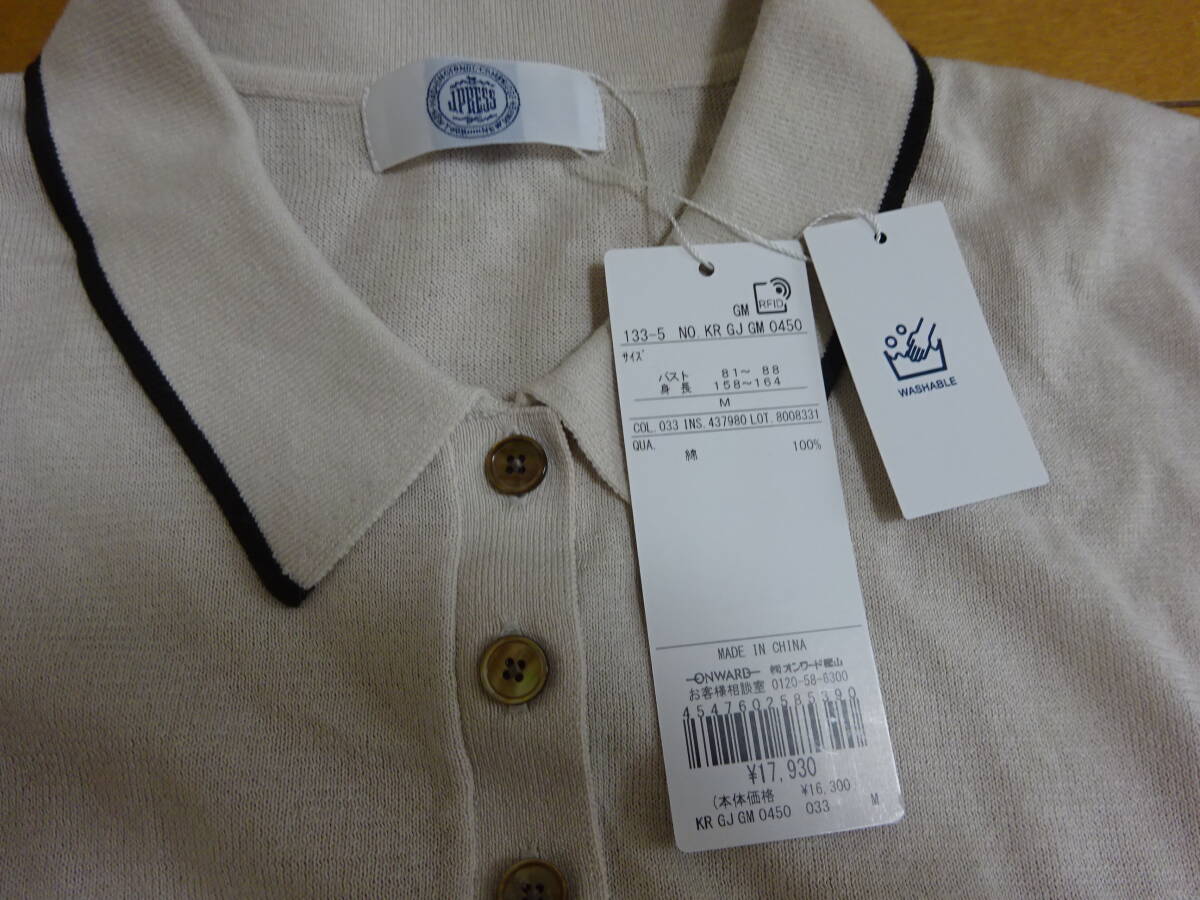 J.PRESS
GM RFID
133-5 NO. KR GJ GM 0450
サイズ
バスト 81〜 88
身長 158〜164
M
COL. 033 INS. 437980 LOT. 8008331
QUA.
綿 100%
MADE IN CHINA
ONWARD ㈱オンワード樫山
お客様相談室 0120-58-6300
4547602585390
¥17,930
(本体価格 ¥16,300)
KR GJ GM 0450 033 M
WASHABLE